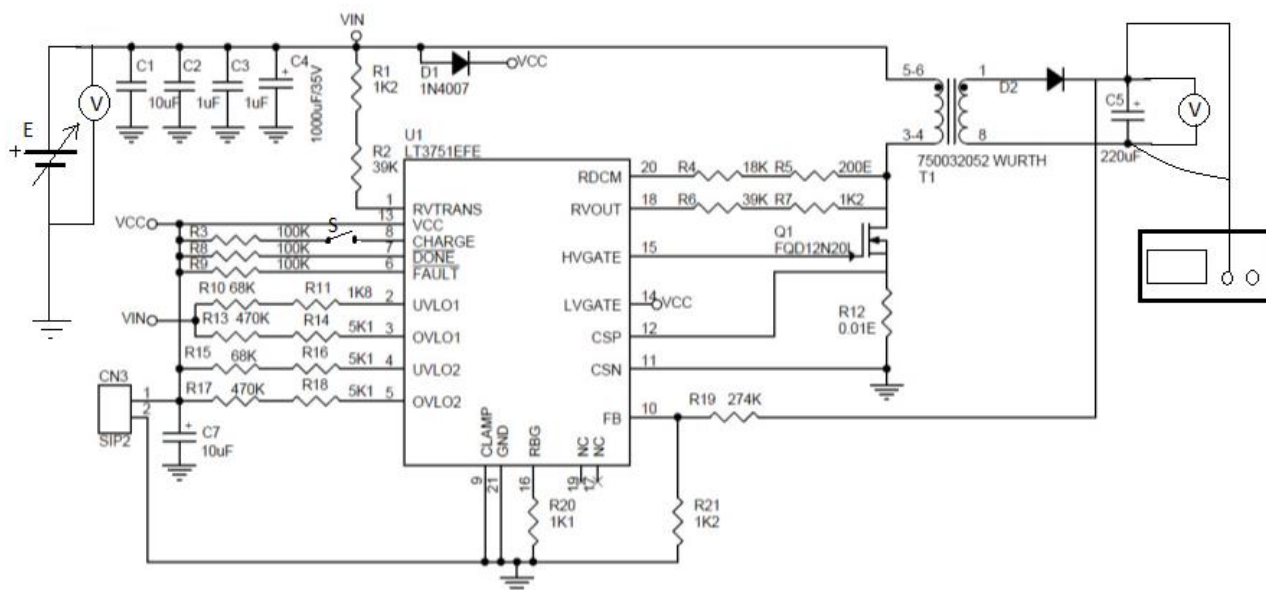 VIN
C1
C2
10uF
C3
1uF
C4
1uF
+
1000uF/35V
R1
1K2
D1
1N4007
VCC
V
E
+
R2
39K
U1
LT3751EFE
5-6
3-4
1
8
D2
750032052 WURTH
T1
C5
+
220uF
V
RDCM 20 R4 18K R5 200E
RVOUT 18 R6 39K R7 1K2
1 RVTRANS
VCC 13 VCC
R3 100K S 8 CHARGE
R8 100K 7 DONE
R9 100K 6 FAULT
HVGATE 15
Q1
FQD12N20L
R10 68K R11 1K8 2 UVLO1
LVGATE 14 VCC
VIN R13 470K R14 5K1 3 OVLO1
CSP 12
R12
0.01E
R15 68K R16 5K1 4 UVLO2
CSN 11
R17 470K R18 5K1 5 OVLO2
FB 10 R19 274K
CN3
1
2
SIP2
+
C7
10uF
CLAMP
GND
RBG
NC
NC
9
21
16
19
17
R20
1K1
R21
1K2